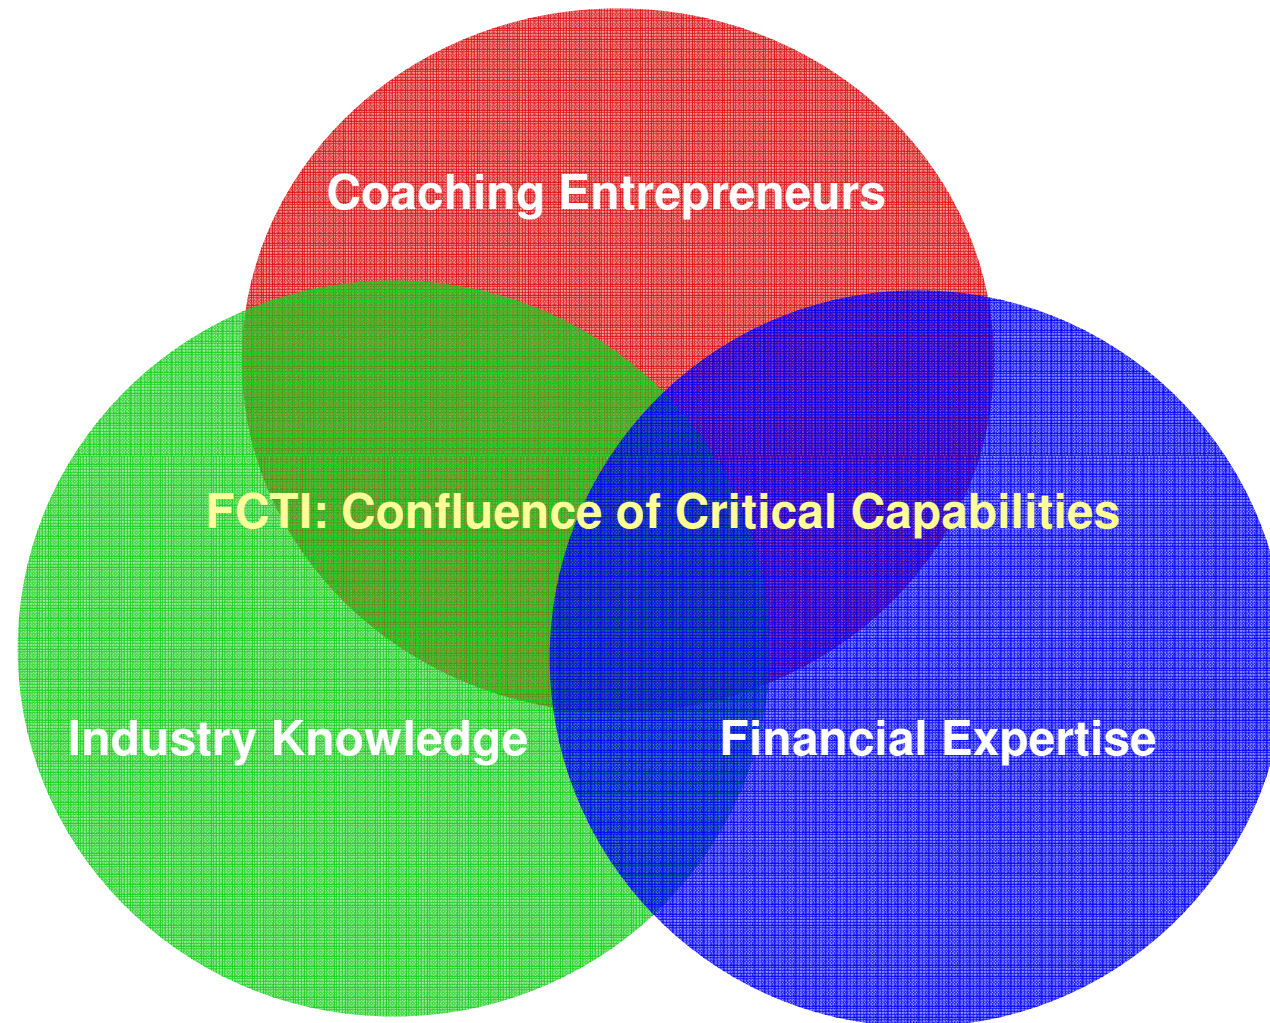 Coaching Entrepreneurs
FCTI: Confluence of Critical Capabilities
Industry Knowledge
Financial Expertise